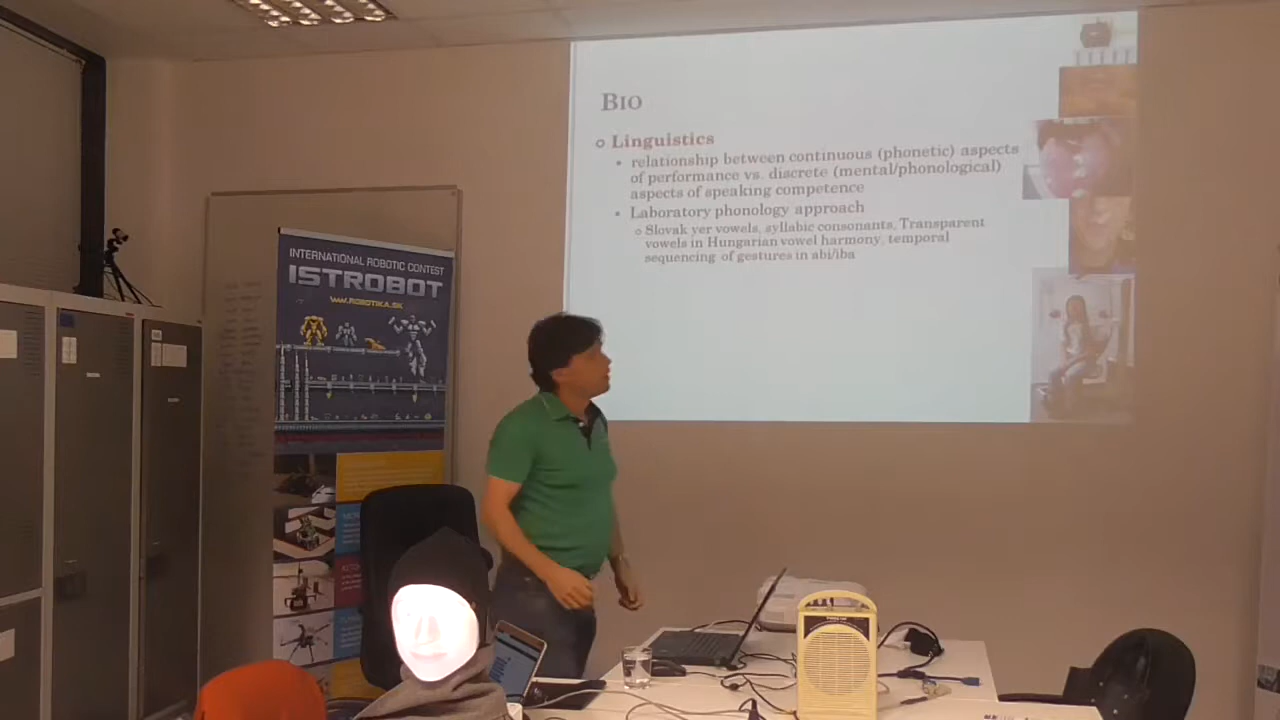 BIO
Linguistics
relationship between continuous (phonetic) aspects
of performance vs. discrete (mental/phonological)
aspects of speaking competence
Laboratory phonology approach
Slovak yer vowels, syllabic consonants, Transparent
vowels in Hungarian vowel harmony, temporal
sequencing of gestures in abi/iba
INTERNATIONAL ROBOTIC CONTEST
ISTROBOT
WWW.ROBOTIKA.SK